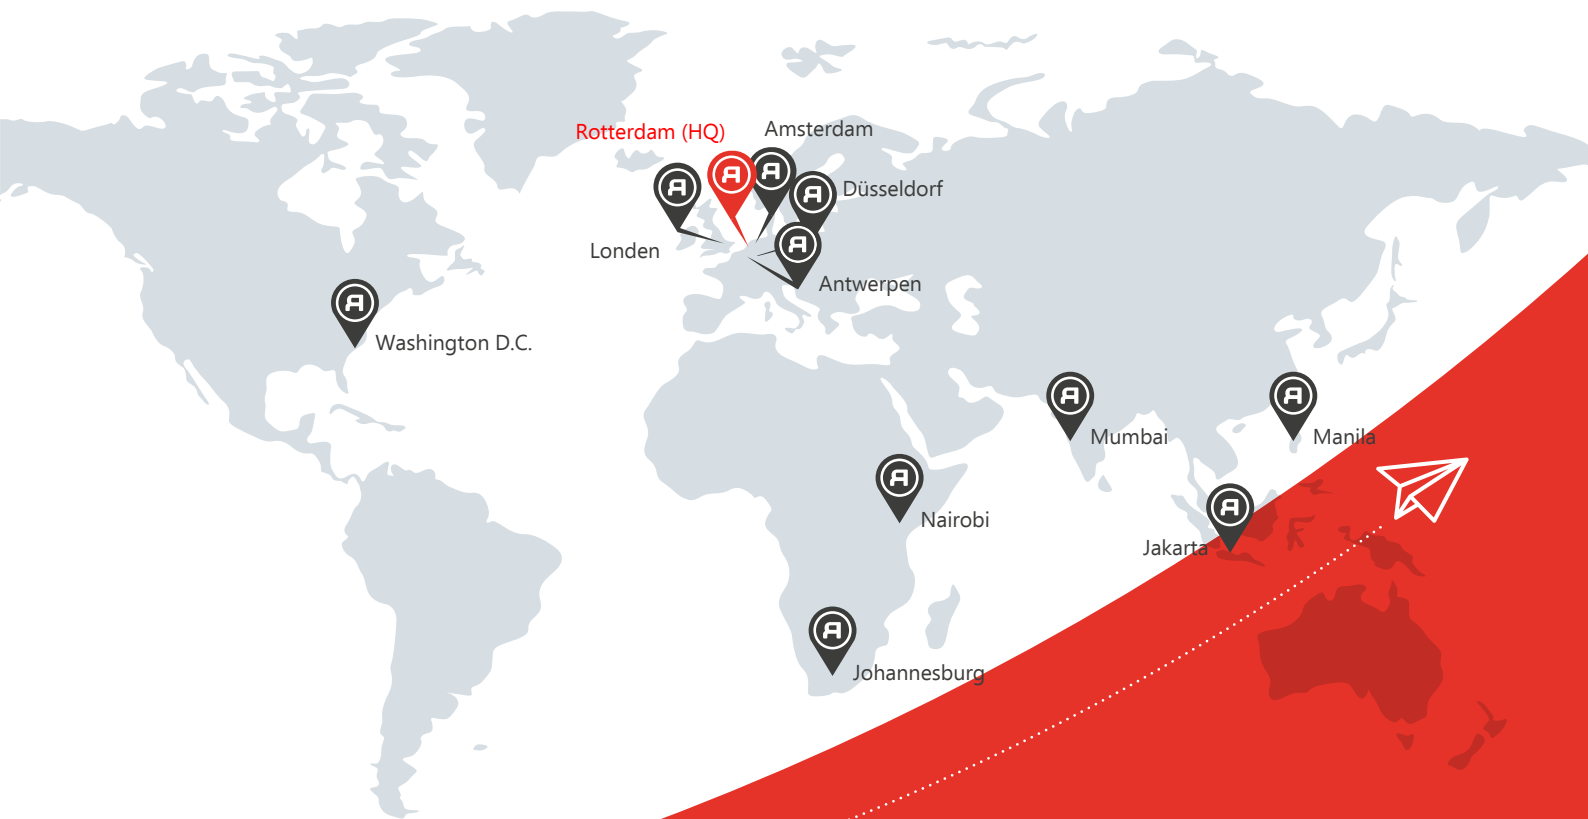 Rotterdam (HQ)
Amsterdam
Düsseldorf
Londen
Antwerpen
Washington D.C.
Mumbai
Manila
Nairobi
Jakarta
Johannesburg